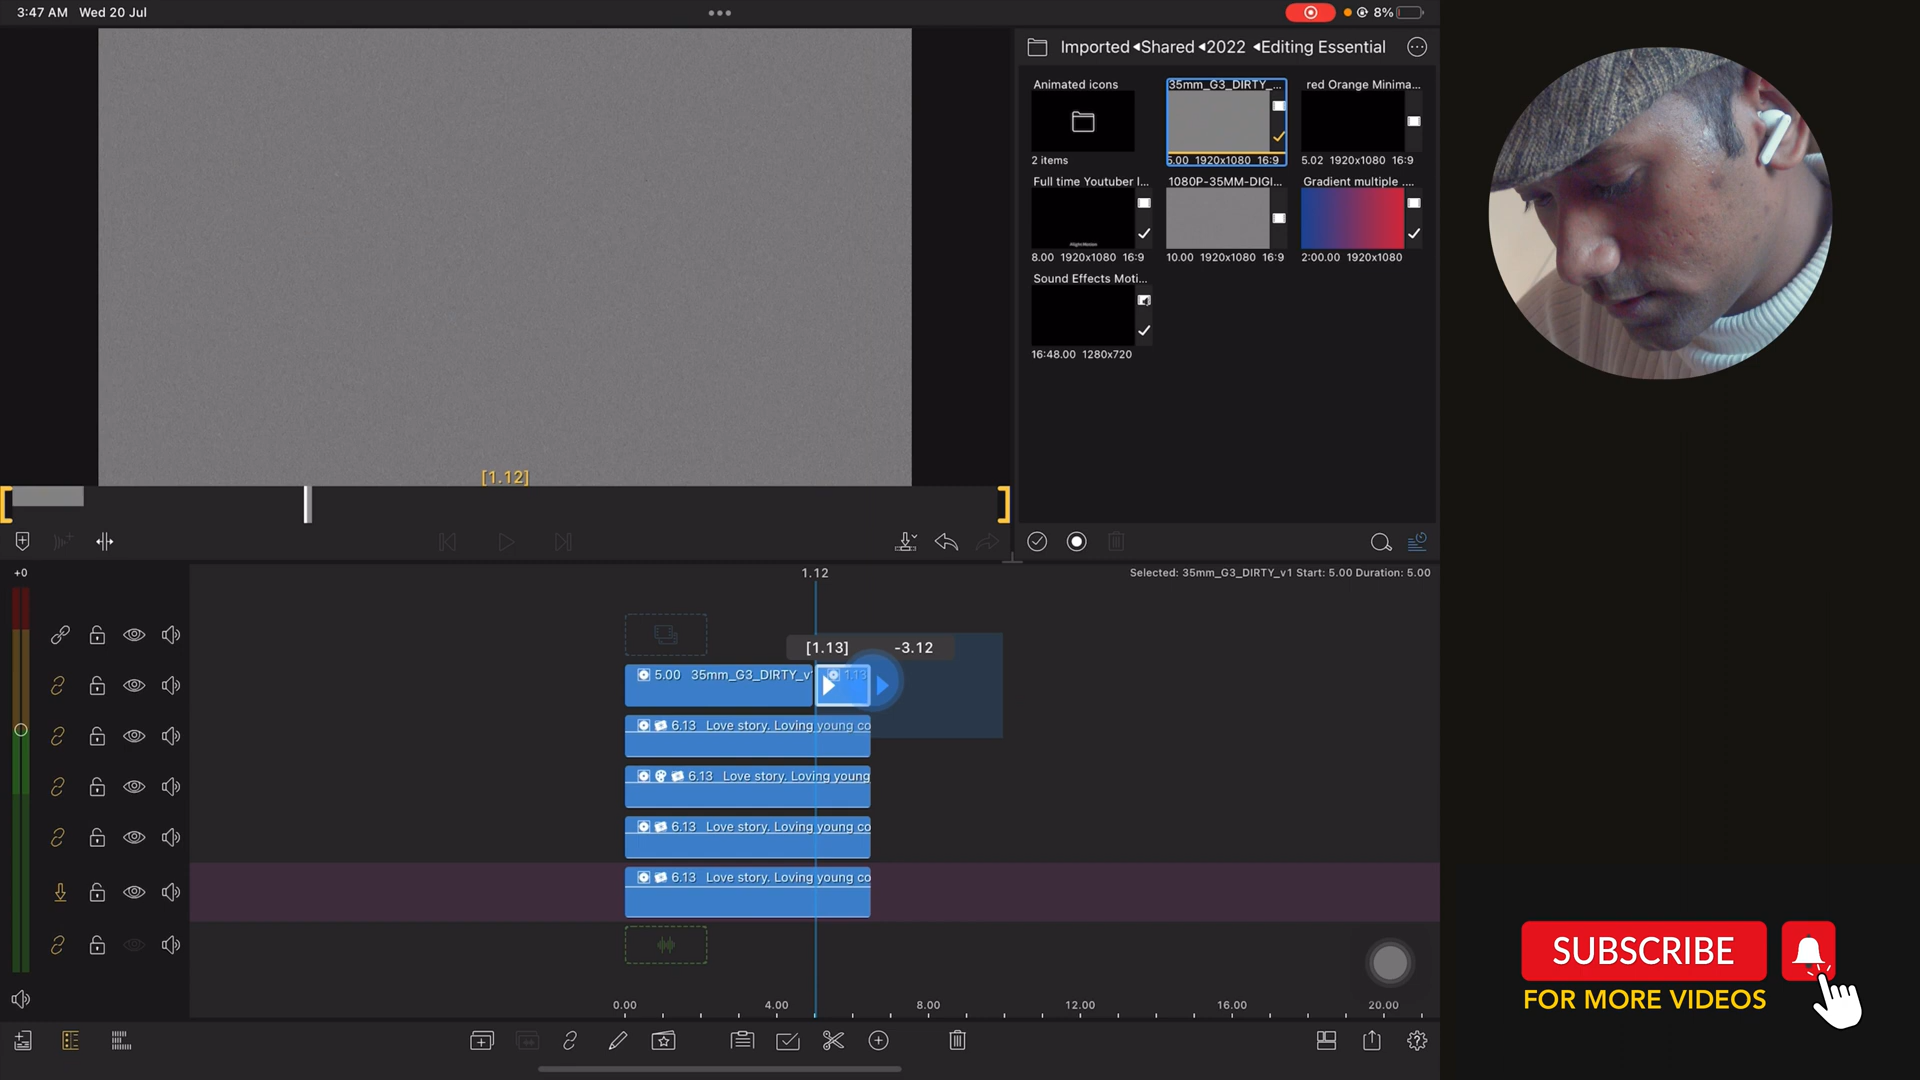 3:47 AM Wed 20 Jul
8%
Imported Shared 2022 Editing Essential
Animated icons
2 items
35mm_G3_DIRTY_...
5.00 1920x1080 16:9
red Orange Minima...
5.02 1920x1080 16:9
Full time Youtuber I...
Alight Motion
8.00 1920x1080 16:9
1080P-35MM-DIGI...
10.00 1920x1080 16:9
Gradient multiple ....
2:00.00 1920x1080
Sound Effects Moti...
16:48.00 1280x720
[1.12]
+0
1.12
Selected: 35mm_G3_DIRTY_v1 Start: 5.00 Duration: 5.00
[1.13] -3.12
5.00 35mm_G3_DIRTY_v
1.13
6.13 Love story. Loving young co
6.13 Love story. Loving young
6.13 Love story. Loving young co
6.13 Love story. Loving young co
0.00 4.00 8.00 12.00 16.00 20.00
SUBSCRIBE
FOR MORE VIDEOS